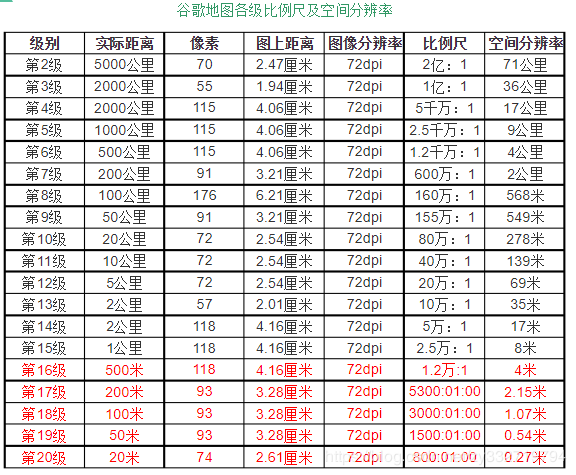 谷歌地图各级比例尺及空间分辨率
级别 实际距离 像素 图上距离 图像分辨率 比例尺 空间分辨率
第2级 5000公里 70 2.47厘米 72dpi 2亿：1 71公里
第3级 2000公里 55 1.94厘米 72dpi 1亿：1 36公里
第4级 2000公里 115 4.06厘米 72dpi 5千万：1 17公里
第5级 1000公里 115 4.06厘米 72dpi 2.5千万：1 9公里
第6级 500公里 115 4.06厘米 72dpi 1.2千万：1 4公里
第7级 200公里 91 3.21厘米 72dpi 600万：1 2公里
第8级 100公里 176 6.21厘米 72dpi 160万：1 568米
第9级 50公里 91 3.21厘米 72dpi 155万：1 549米
第10级 20公里 72 2.54厘米 72dpi 80万：1 278米
第11级 10公里 72 2.54厘米 72dpi 40万：1 139米
第12级 5公里 72 2.54厘米 72dpi 20万：1 69米
第13级 2公里 57 2.01厘米 72dpi 10万：1 35米
第14级 2公里 118 4.16厘米 72dpi 5万：1 17米
第15级 1公里 118 4.16厘米 72dpi 2.5万：1 8米
第16级 500米 118 4.16厘米 72dpi 1.2万:1 4米
第17级 200米 93 3.28厘米 72dpi 5300:01:00 2.15米
第18级 100米 93 3.28厘米 72dpi 3000:01:00 1.07米
第19级 50米 93 3.28厘米 72dpi 1500:01:00 0.54米
第20级 20米 74 2.61厘米 72dpi 800:01:00 0.27米